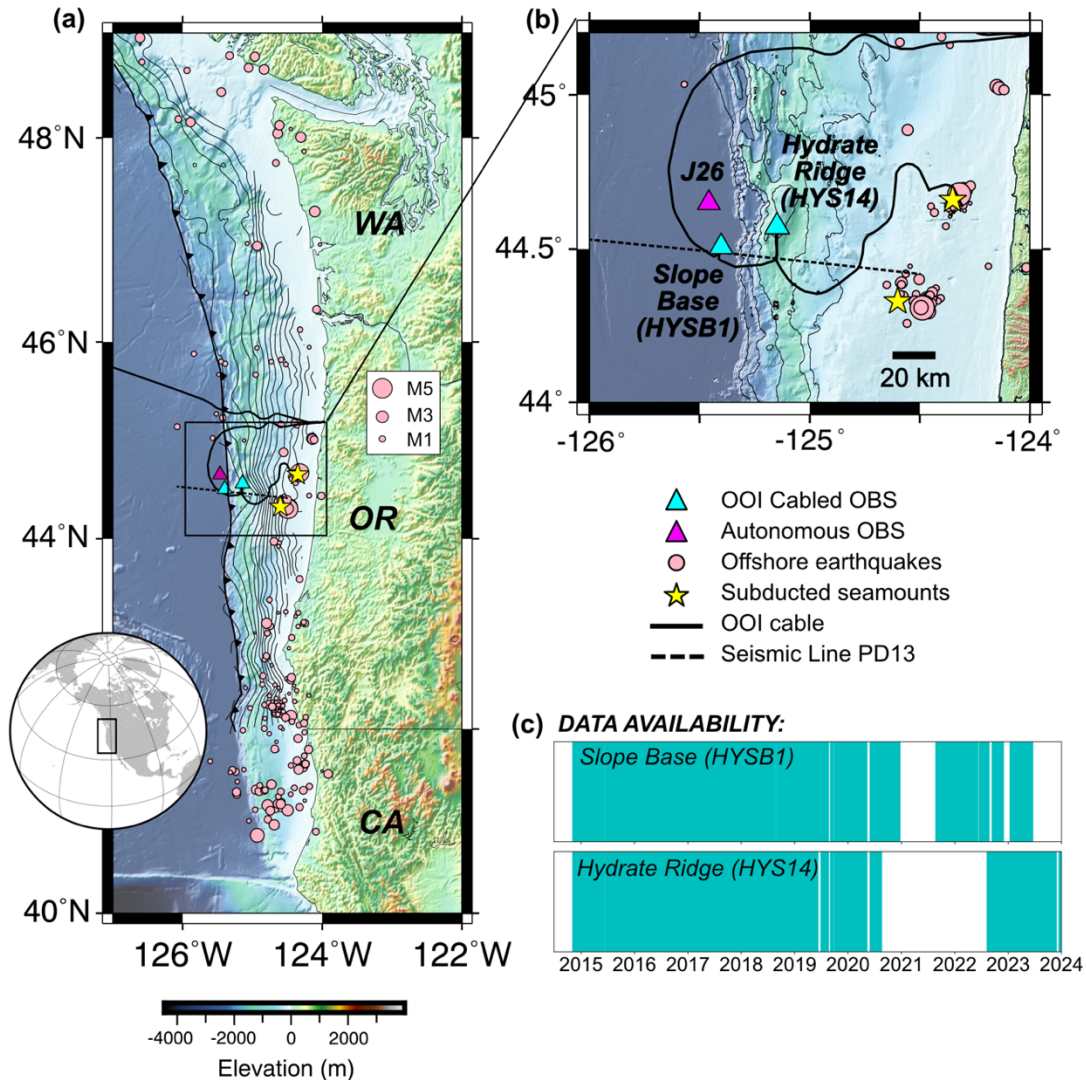 (a)
48°N
46°N
44°N
42°N
40°N
126°W
124°W
122°W
WA
OR
CA
M5
M3
M1
-4000
-2000
0
2000
Elevation (m)
(b)
45°
44.5°
44°
-126°
-125°
-124°
J26
Hydrate
Ridge
(HYS14)
Slope
Base
(HYSB1)
20 km
OOI Cabled OBS
Autonomous OBS
Offshore earthquakes
Subducted seamounts
OOI cable
Seismic Line PD13
(c) DATA AVAILABILITY:
Slope Base (HYSB1)
Hydrate Ridge (HYS14)
2015 2016 2017 2018 2019 2020 2021 2022 2023 2024